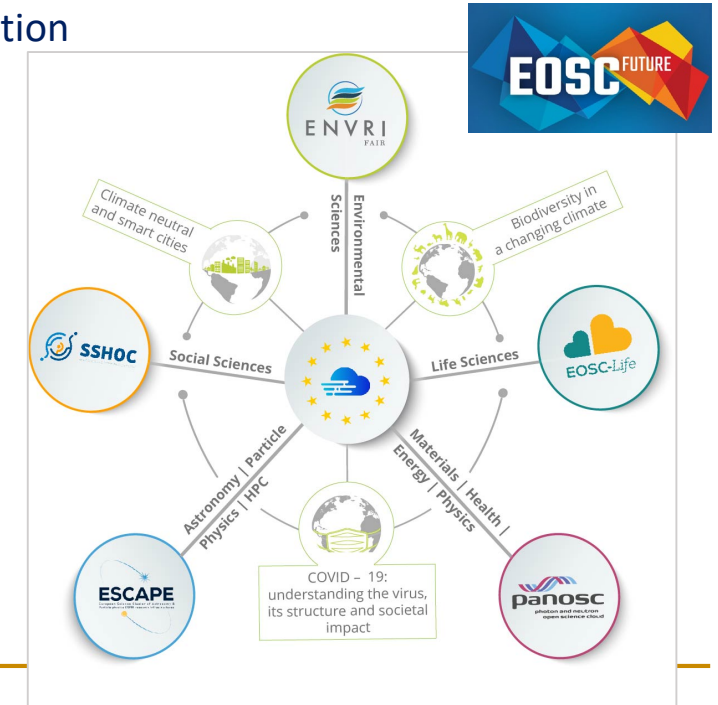 tion
EOSC FUTURE
ENVRI
FAIR
Climate neutral
and smart cities
Environmental
Sciences
Biodiversity in
a changing climate
SSHOC
Social Sciences
Life Sciences
EOSC-Life
Astronomy | Particle
Physics | HPC
Materials | Health |
Energy | Physics
ESCAPE
COVID – 19:
understanding the virus,
its structure and societal
impact
panosc
photon and neutron
open science cloud